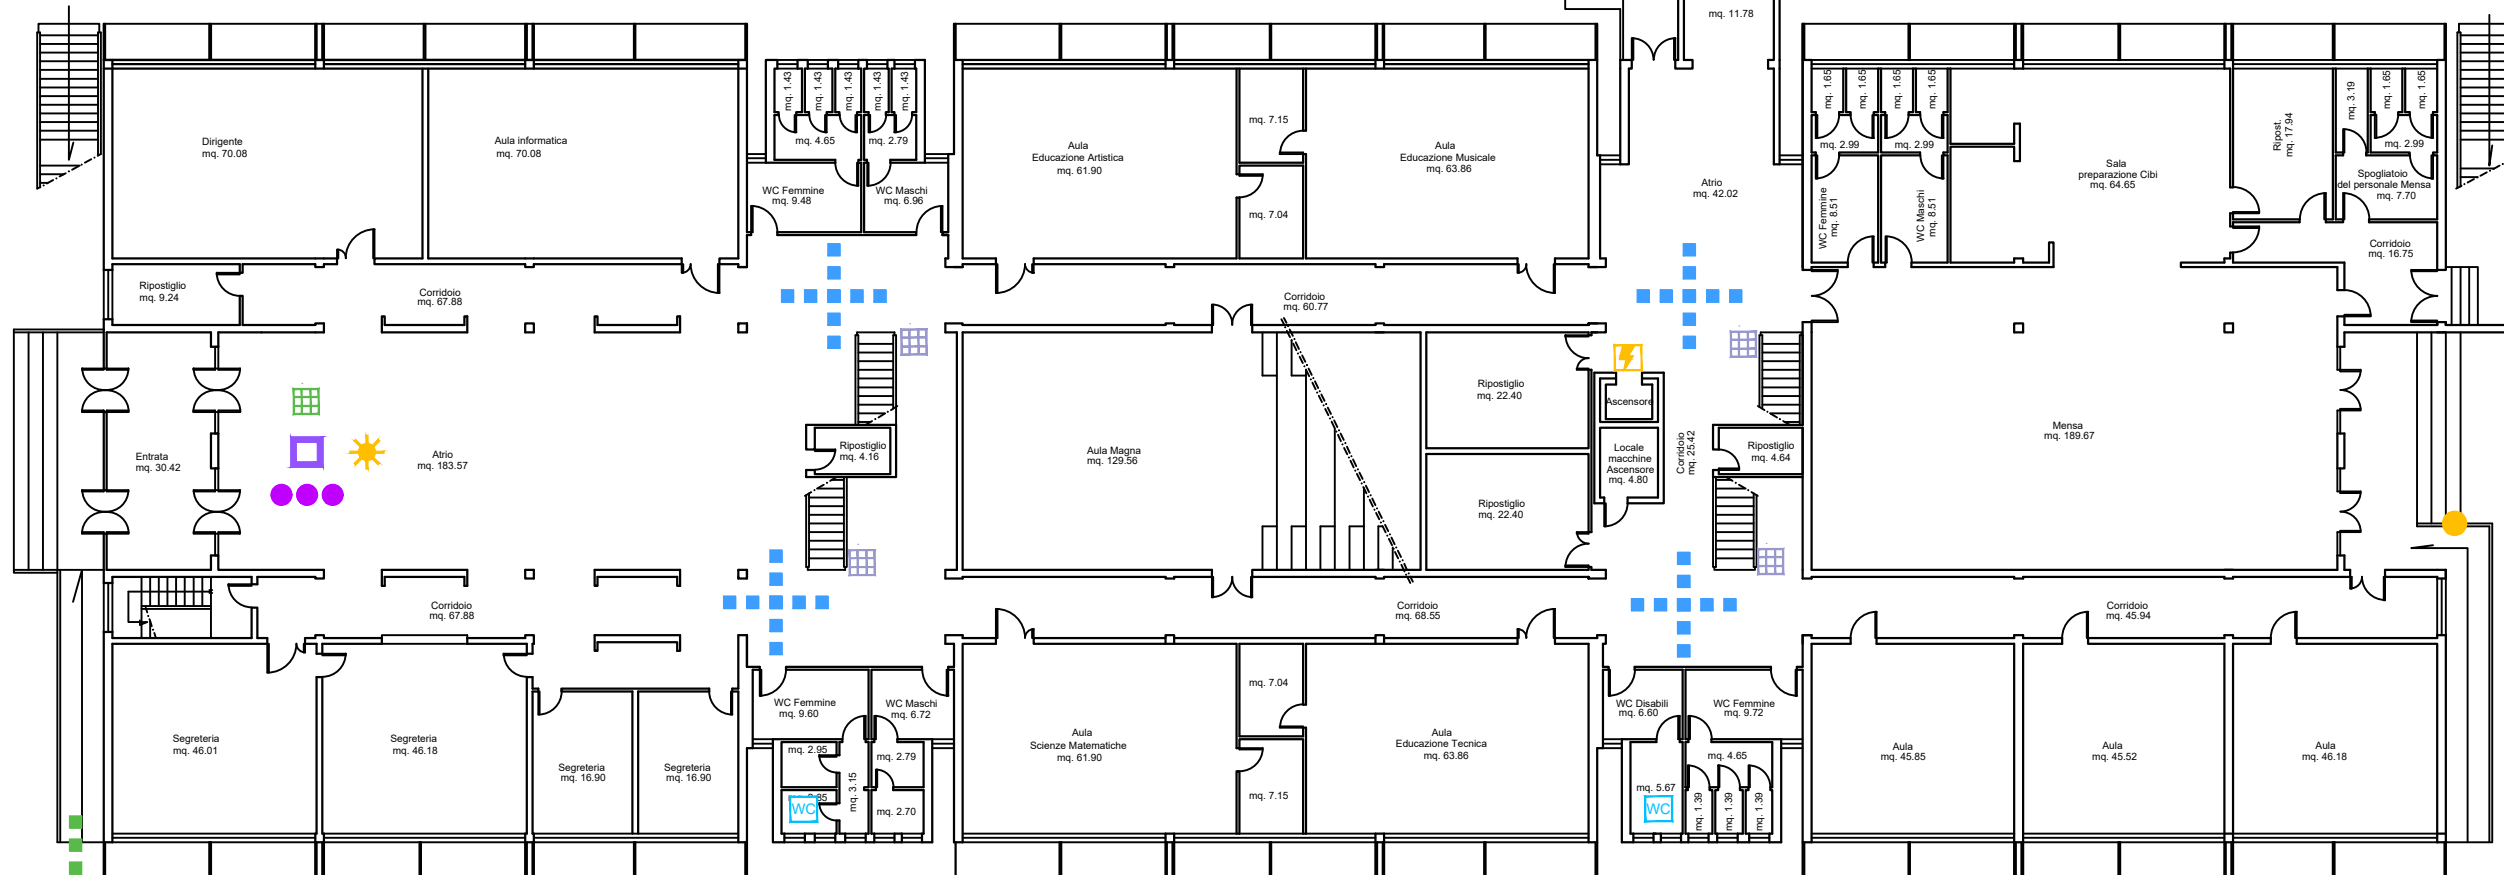 mq. 11.78
Dirigente
mq. 70.08
Aula informatica
mq. 70.08
mq. 1.43
mq. 1.43
mq. 1.43
mq. 1.43
mq. 1.43
mq. 4.65
mq. 2.79
WC Femmine
mq. 9.48
WC Maschi
mq. 6.96
Aula
Educazione Artistica
mq. 61.90
mq. 7.15
mq. 7.04
Aula
Educazione Musicale
mq. 63.86
Atrio
mq. 42.02
mq. 1.65
mq. 1.65
mq. 1.65
mq. 1.65
mq. 2.99
mq. 2.99
WC Femmine
mq. 8.51
WC Maschi
mq. 8.51
Sala
preparazione Cibi
mq. 64.65
Ripost.
mq. 17.94
mq. 3.19
mq. 1.65
mq. 1.65
mq. 2.99
Spogliatoio
del personale Mensa
mq. 7.70
Corridoio
mq. 16.75
Ripostiglio
mq. 9.24
Corridoio
mq. 67.88
Corridoio
mq. 60.77
Entrata
mq. 30.42
Atrio
mq. 183.57
Ripostiglio
mq. 4.16
Aula Magna
mq. 129.56
Ripostiglio
mq. 22.40
Ripostiglio
mq. 22.40
Ascensore
Locale
macchine
Ascensore
mq. 4.80
Corridoio
mq. 25.42
Ripostiglio
mq. 4.64
Mensa
mq. 189.67
Corridoio
mq. 67.88
Corridoio
mq. 68.55
Corridoio
mq. 45.94
Segreteria
mq. 46.01
Segreteria
mq. 46.18
Segreteria
mq. 16.90
Segreteria
mq. 16.90
WC Femmine
mq. 9.60
WC Maschi
mq. 6.72
mq. 2.95
mq. 3.15
mq. 2.79
mq. 2.70
WC
Aula
Scienze Matematiche
mq. 61.90
mq. 7.04
mq. 7.15
Aula
Educazione Tecnica
mq. 63.86
WC Disabili
mq. 6.60
WC Femmine
mq. 9.72
mq. 4.65
mq. 5.67
WC
mq. 1.39
mq. 1.39
mq. 1.39
Aula
mq. 45.85
Aula
mq. 45.52
Aula
mq. 46.18